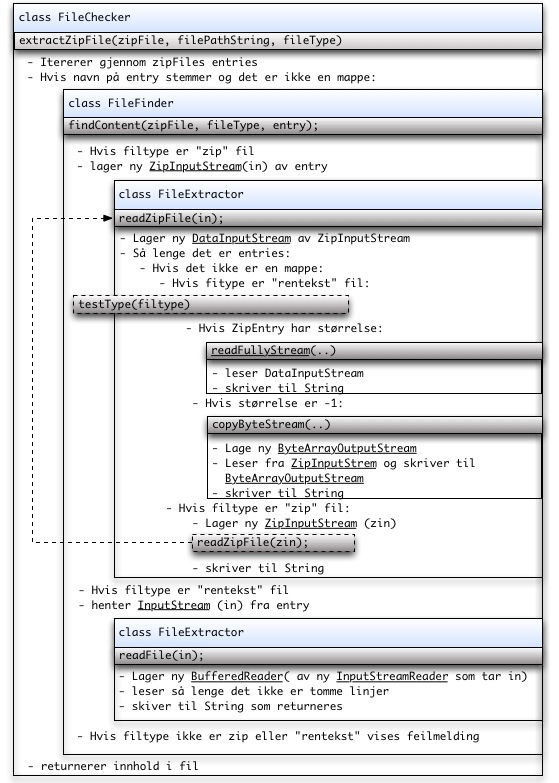 class FileChecker
extractZipFile(zipFile, filePathString, fileType)
- Itererer gjennom zipFiles entries
- Hvis navn på entry stemmer og det er ikke en mappe:
class FileFinder
findContent(zipFile, fileType, entry);
- Hvis filtype er "zip" fil
- lager ny ZipInputStream(in) av entry
class FileExtractor
readZipFile(in);
- Lager ny DataInputStream av ZipInputStream
- Så lenge det er entries:
- Hvis det ikke er en mappe:
- Hvis fitype er "rentekst" fil:
testType(filtype)
- Hvis ZipEntry har størrelse:
readFullyStream(..)
- leser DataInputStream
- skriver til String
- Hvis størrelse er -1:
copyByteStream(..)
- Lage ny ByteArrayOutputStream
- Leser fra ZipInputStrem og skriver til
ByteArrayOutputStream
- skriver til String
- Hvis filtype er "zip" fil:
- Lager ny ZipInputStream (zin)
readZipFile(zin);
- skriver til String
- Hvis filtype er "rentekst" fil
- henter InputStream (in) fra entry
class FileExtractor
readFile(in);
- Lager ny BufferedReader( av ny InputStreamReader som tar in)
- leser så lenge det ikke er tomme linjer
- skiver til String som returneres
- Hvis filtype ikke er zip eller "rentekst" vises feilmelding
- returnerer innhold i fil